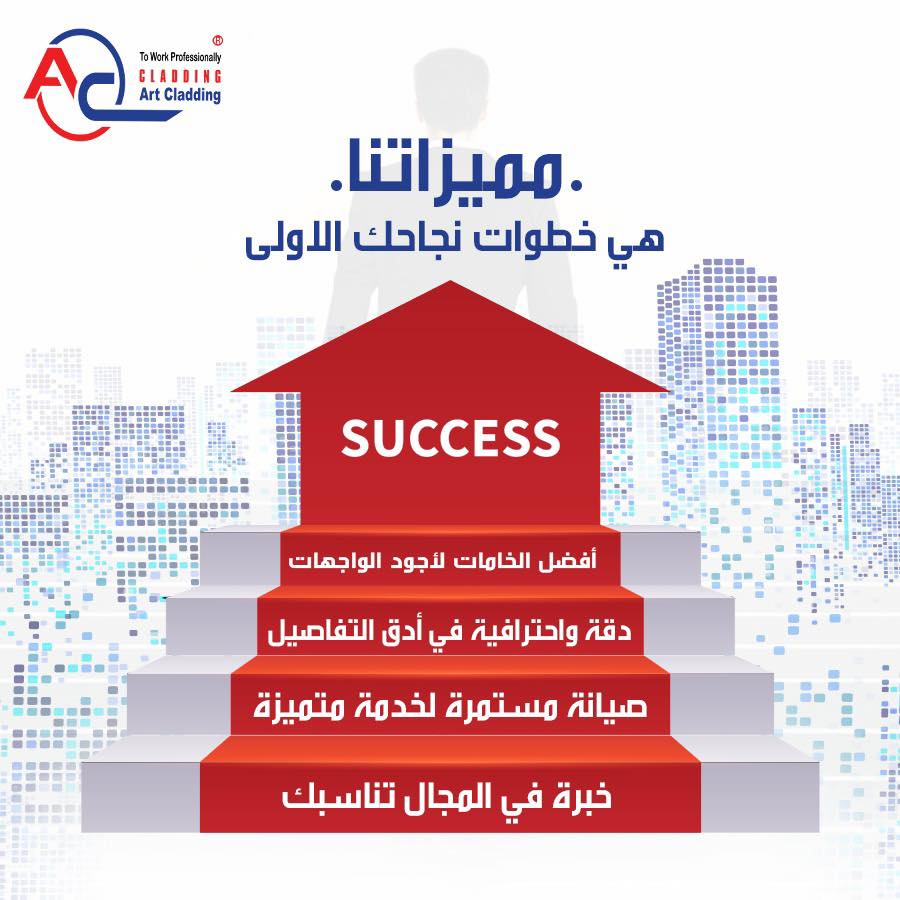 ®
To Work Professionally
CLADDING
Art Cladding
AC
.مميزاتنا.
هي خطوات نجاحك الاولى
SUCCESS
أفضل الخامات لأجود الواجهات
دقة واحترافية في أدق التفاصيل
صيانة مستمرة لخدمة متميزة
خبرة في المجال تناسبك